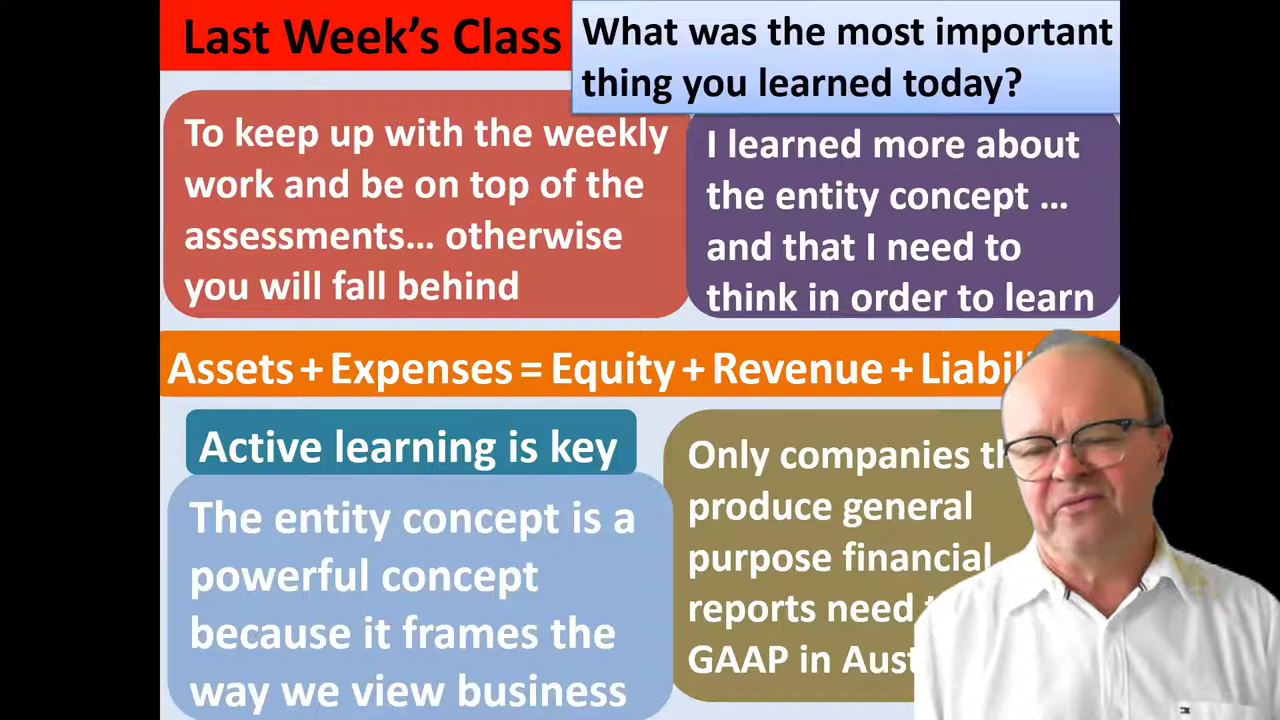 Last Week’s Class
What was the most important
thing you learned today?
To keep up with the weekly
work and be on top of the
assessments… otherwise
you will fall behind
I learned more about
the entity concept …
and that I need to
think in order to learn
Assets + Expenses = Equity + Revenue +
Active learning is key
The entity concept is a
powerful concept
because it frames the
way we view business
Only companies
produce general
purpose financial
reports need
GAAP in